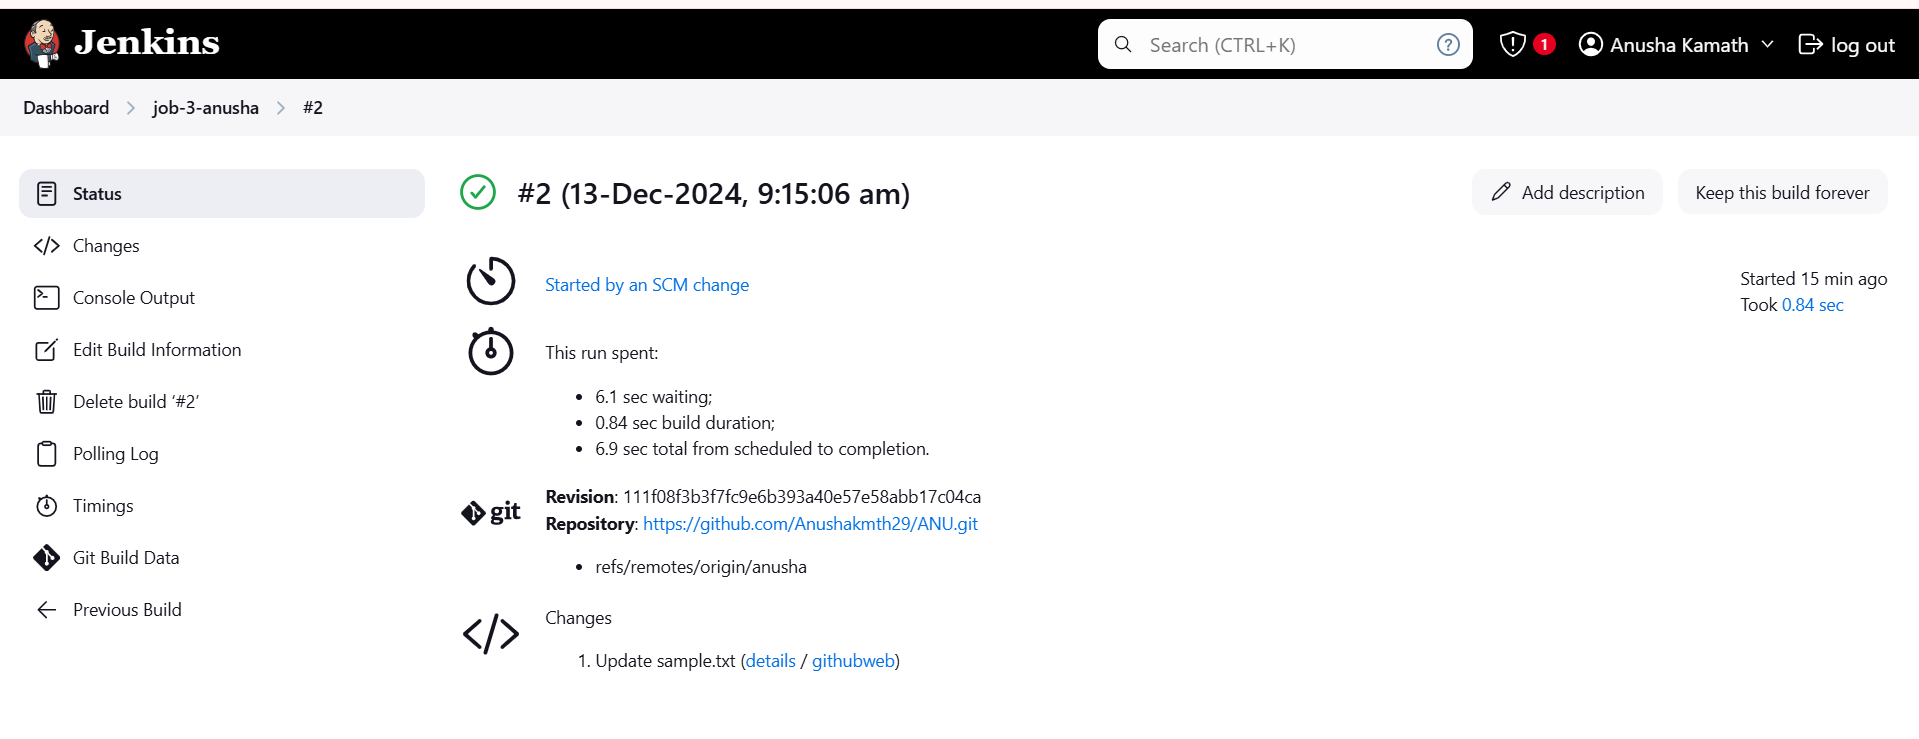 Jenkins
Search (CTRL+K)
?
1
Anusha Kamath
log out
Dashboard > job-3-anusha > #2
Status
Changes
Console Output
Edit Build Information
Delete build ‘#2’
Polling Log
Timings
Git Build Data
Previous Build
#2 (13-Dec-2024, 9:15:06 am)
Add description
Keep this build forever
Started by an SCM change
Started 15 min ago
Took 0.84 sec
This run spent:
• 6.1 sec waiting;
• 0.84 sec build duration;
• 6.9 sec total from scheduled to completion.
git
Revision: 111f08f3b3f7fc9e6b393a40e57e58abb17c04ca
Repository: https://github.com/Anushakmth29/ANU.git
• refs/remotes/origin/anusha
Changes
1. Update sample.txt (details / githubweb)